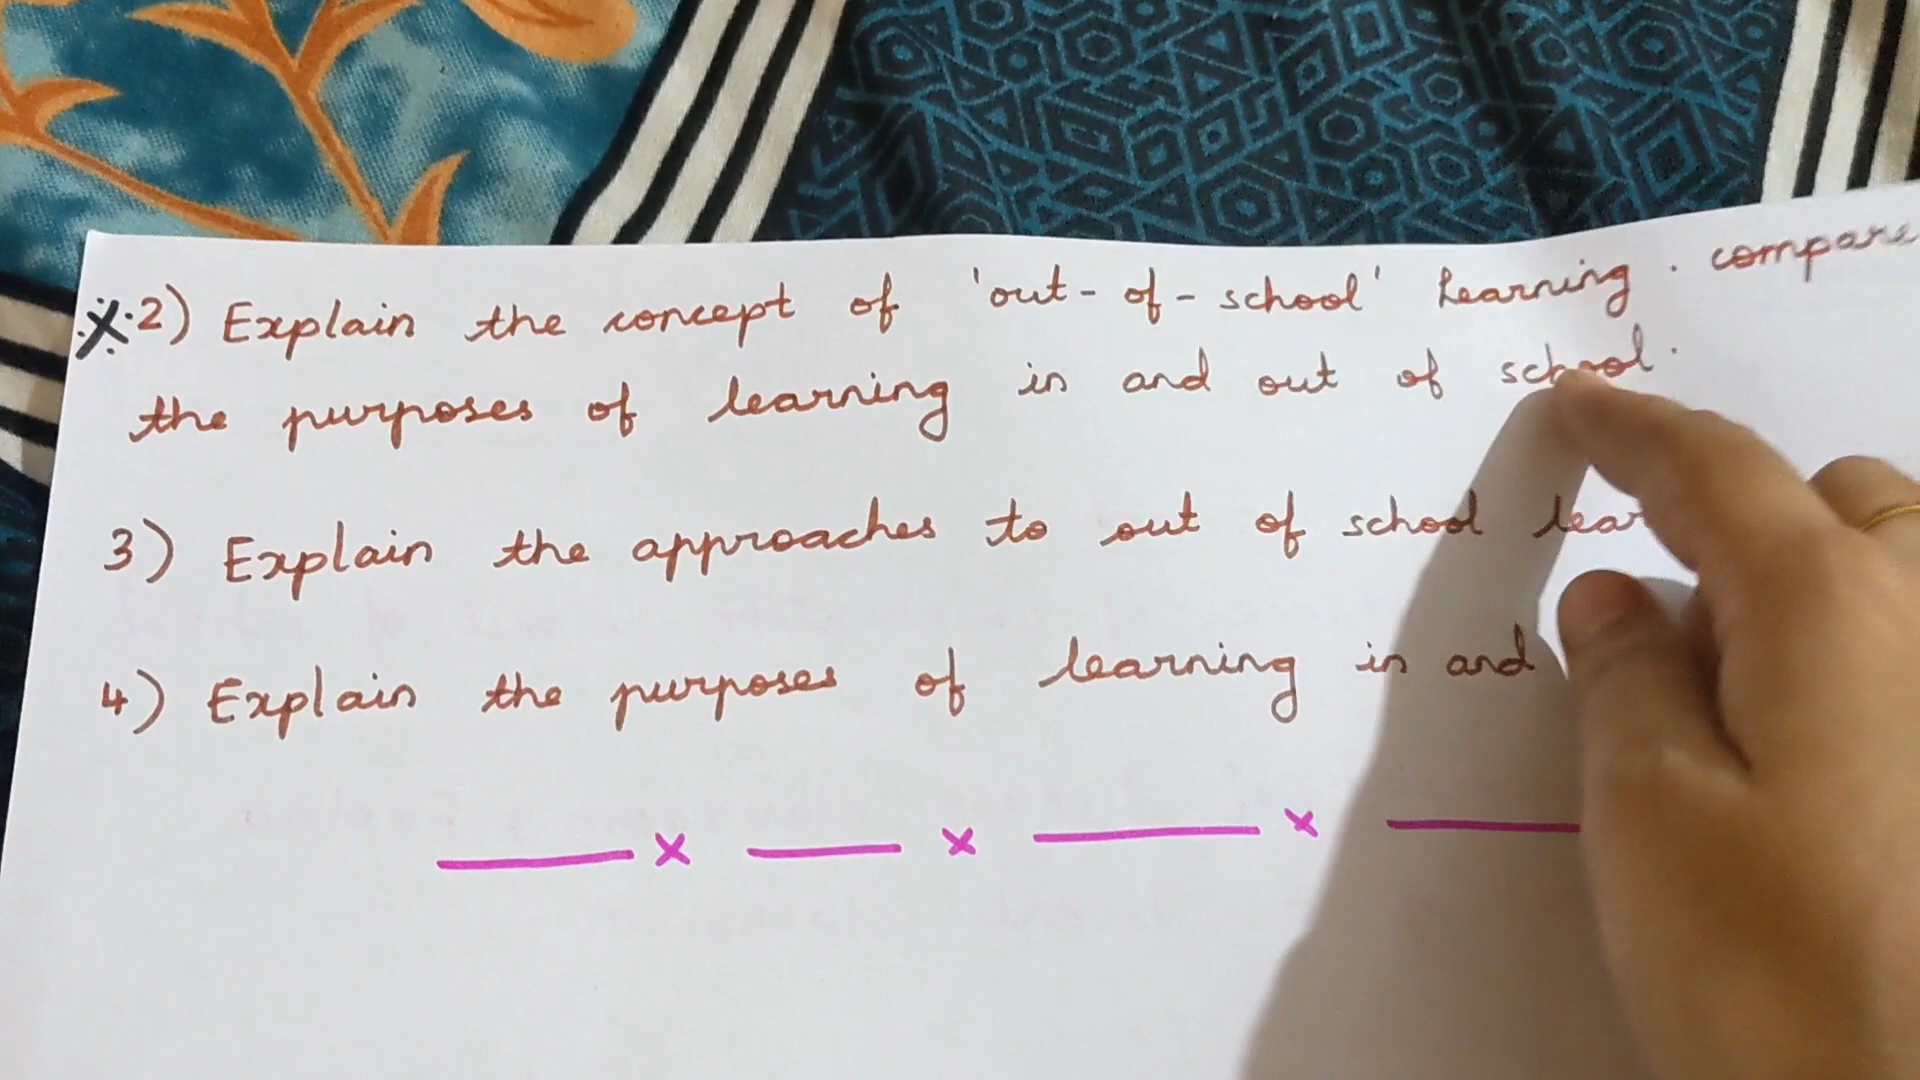 2) Explain the concept of 'out-of-school' learning. compare
the purposes of learning in and out of school.
3) Explain the approaches to out of school
4) Explain the purposes of learning in and